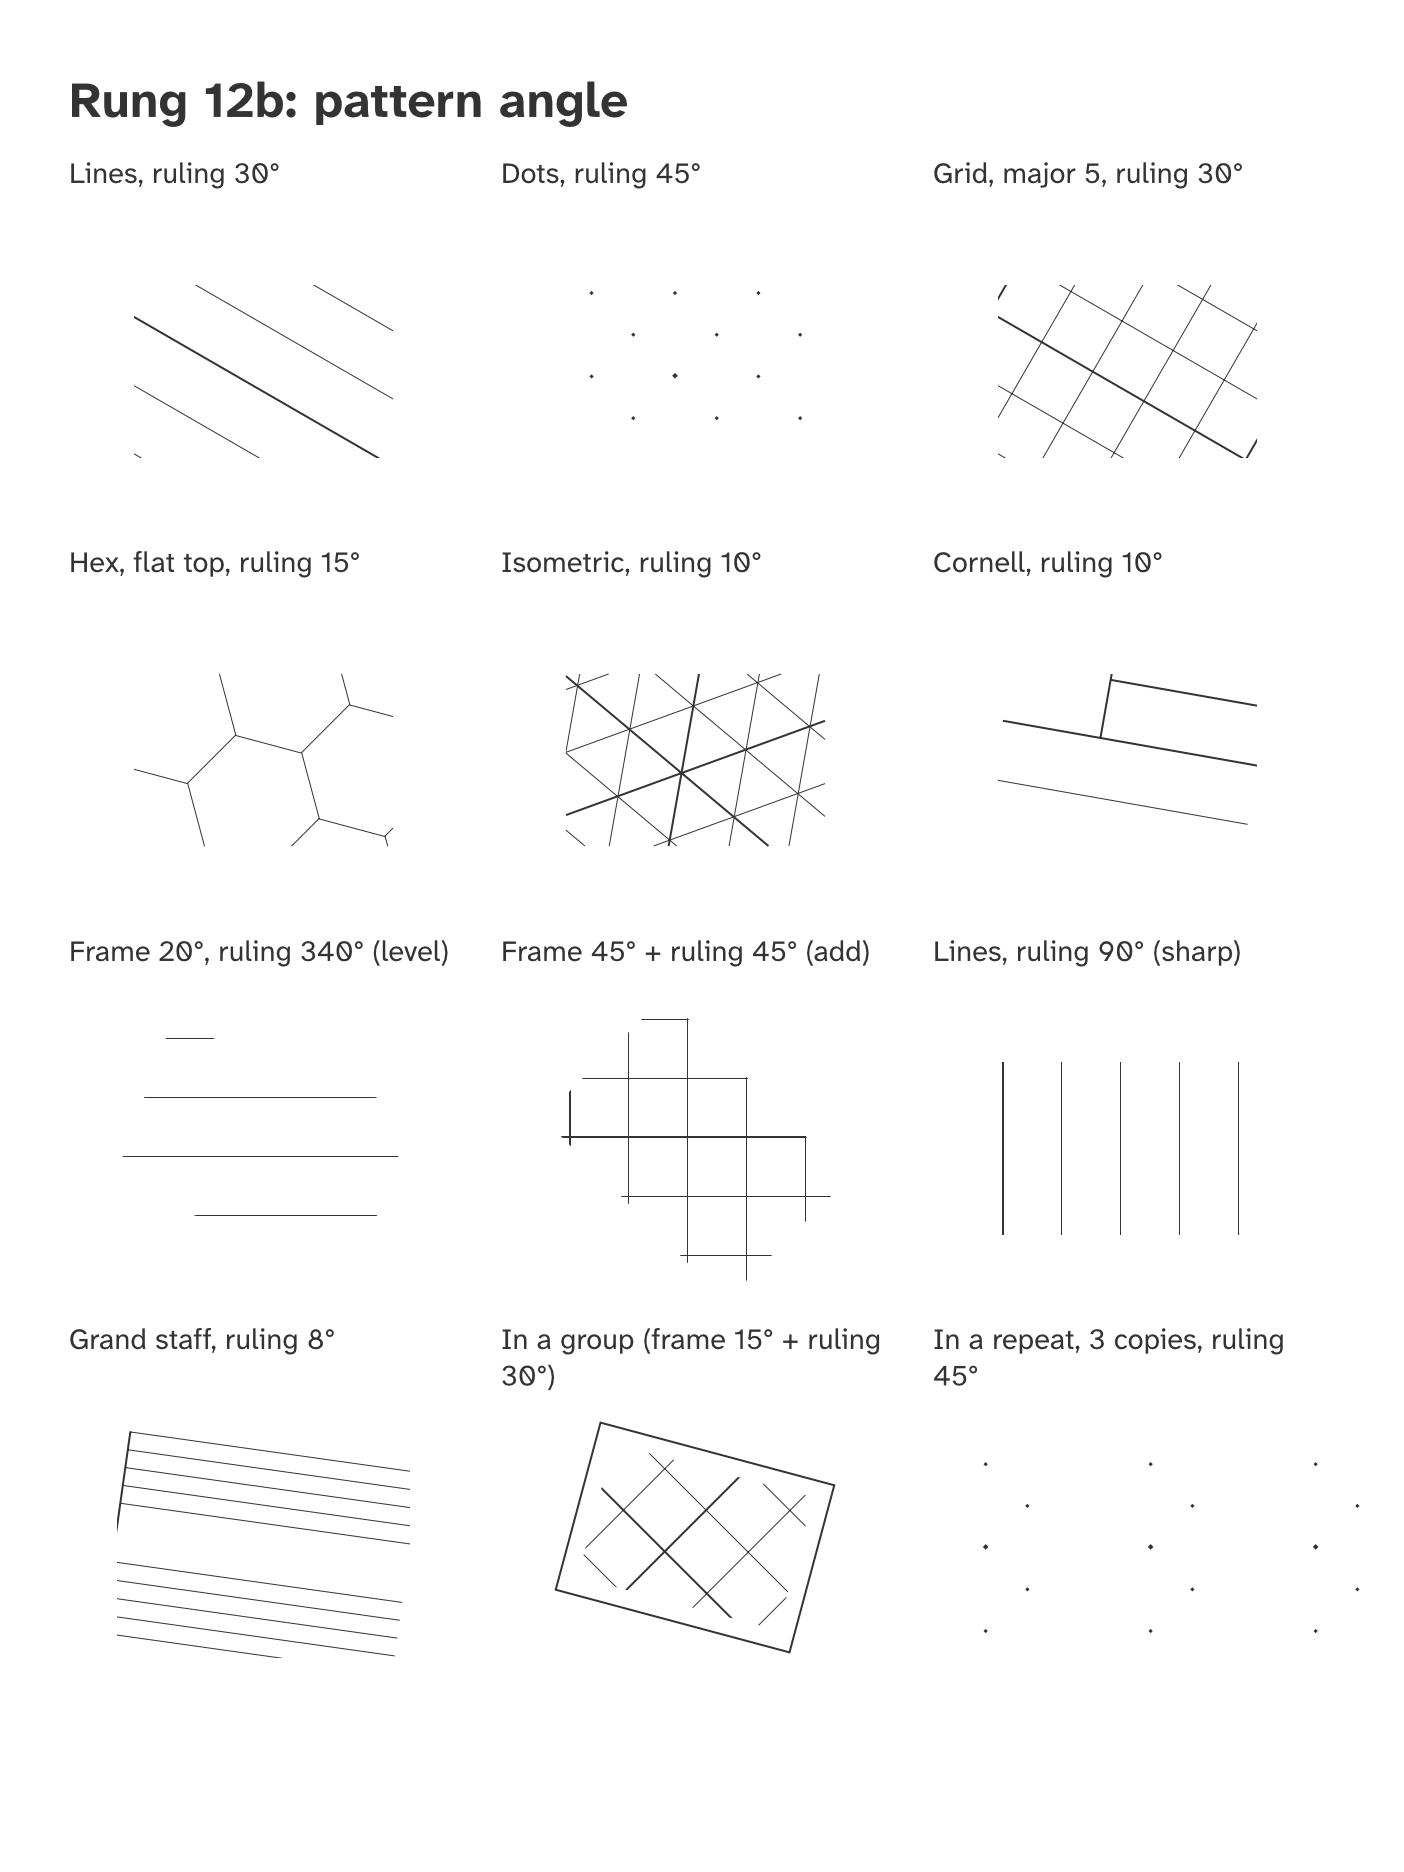 Rung 12b: pattern angle
Lines, ruling 30°
Dots, ruling 45°
Grid, major 5, ruling 30°
Hex, flat top, ruling 15°
Isometric, ruling 10°
Cornell, ruling 10°
Frame 20°, ruling 340° (level)
Frame 45° + ruling 45° (add)
Lines, ruling 90° (sharp)
Grand staff, ruling 8°
In a group (frame 15° + ruling
30°)
In a repeat, 3 copies, ruling
45°